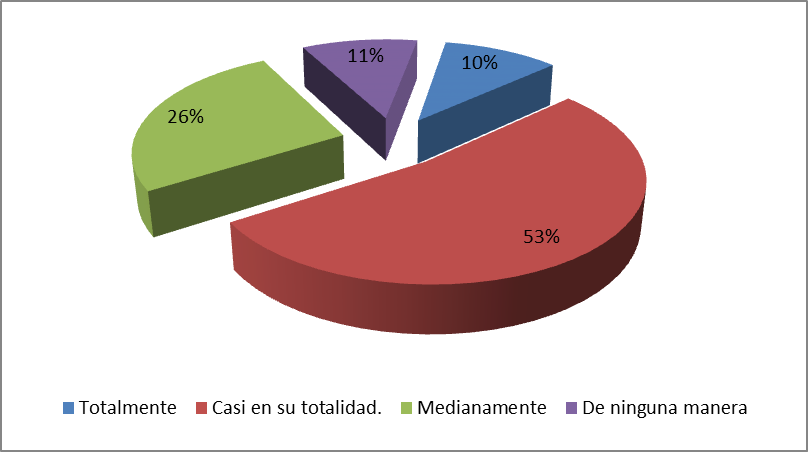 11%
10%
26%
53%
Totalmente
Casi en su totalidad.
Medianamente
De ninguna manera